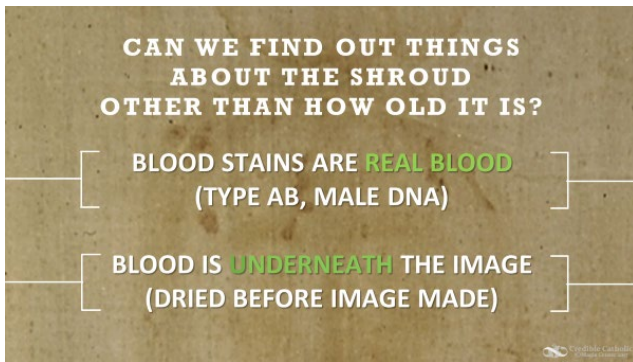 CAN WE FIND OUT THINGS
ABOUT THE SHROUD
OTHER THAN HOW OLD IT IS?
BLOOD STAINS ARE REAL BLOOD
(TYPE AB, MALE DNA)
BLOOD IS UNDERNEATH THE IMAGE
(DRIED BEFORE IMAGE MADE)
Credible Catholic